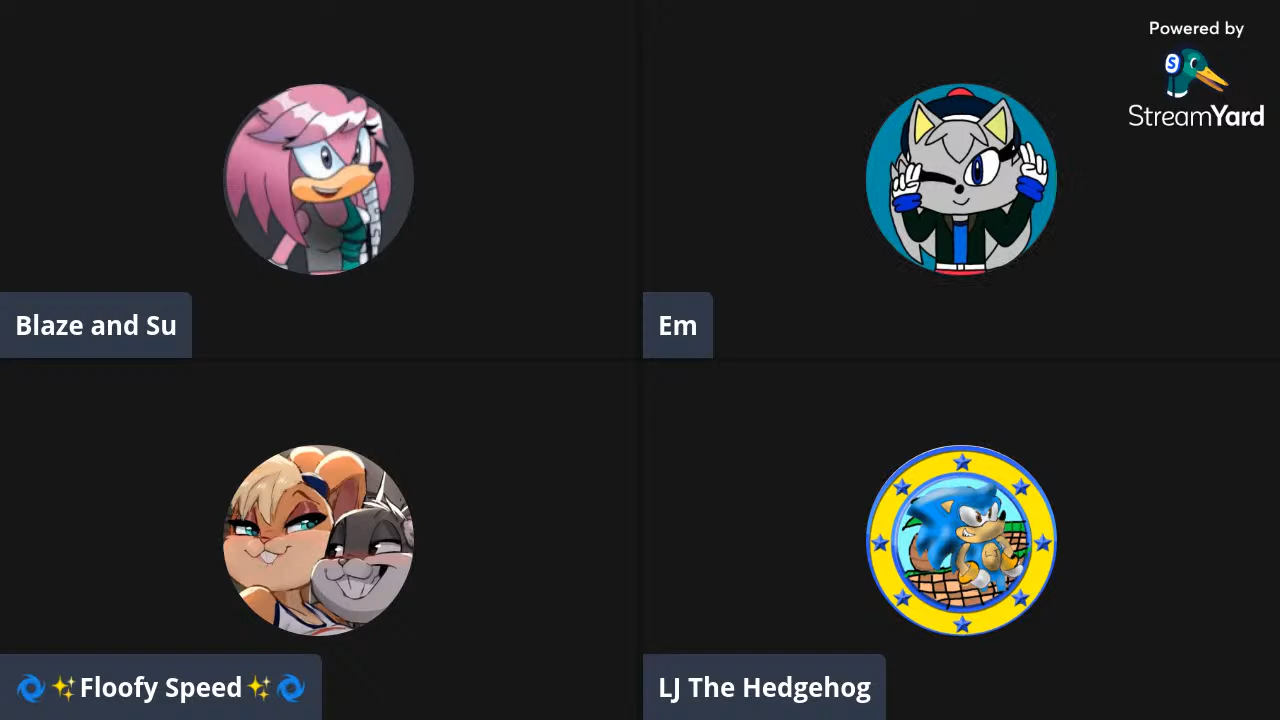 Powered by
S
StreamYard
Blaze and Su
Em
🌀✨Floofy Speed✨🌀
LJ The Hedgehog